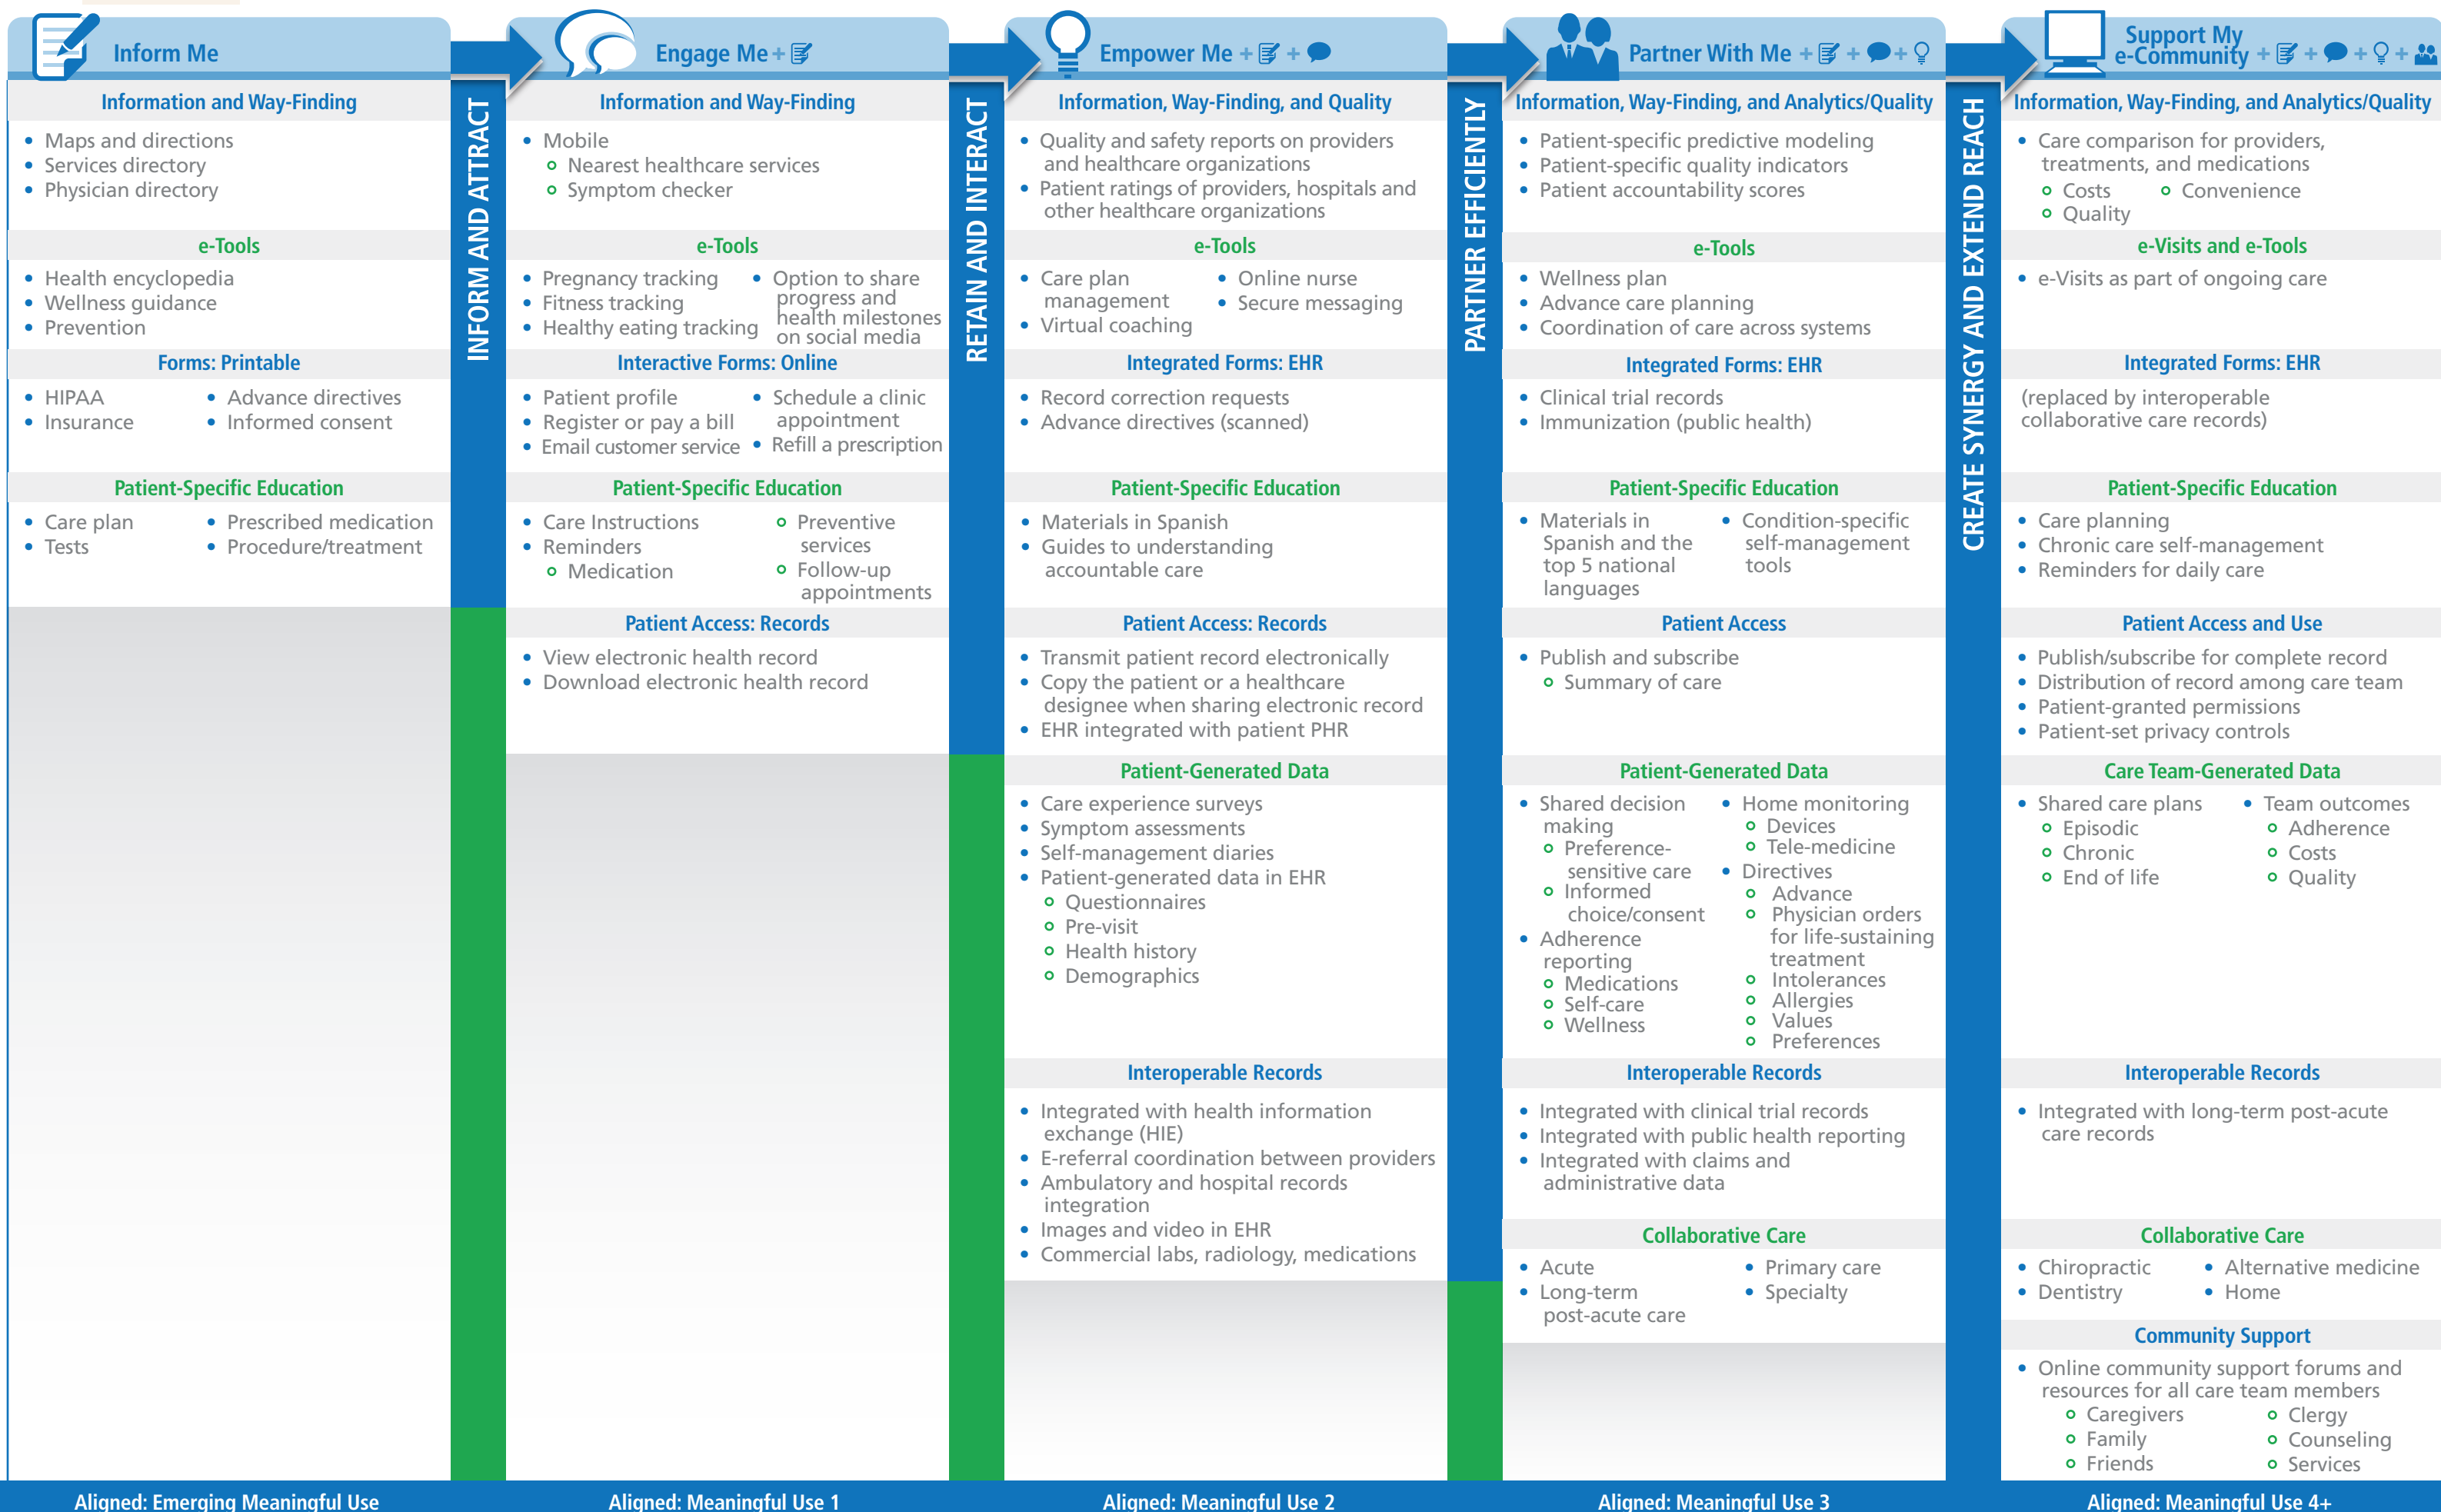 Inform Me
Information and Way-Finding
• Maps and directions
• Services directory
• Physician directory
e-Tools
• Health encyclopedia
• Wellness guidance
• Prevention
Forms: Printable
• HIPAA
• Insurance
• Advance directives
• Informed consent
Patient-Specific Education
• Care plan
• Tests
• Prescribed medication
• Procedure/treatment
Aligned: Emerging Meaningful Use
INFORM AND ATTRACT
Engage Me +
Information and Way-Finding
• Mobile
Nearest healthcare services
Symptom checker
e-Tools
• Pregnancy tracking
• Fitness tracking
• Healthy eating tracking
• Option to share
progress and
health milestones
on social media
Interactive Forms: Online
• Patient profile
• Register or pay a bill
• Email customer service
• Schedule a clinic
appointment
• Refill a prescription
Patient-Specific Education
• Care Instructions
• Reminders
Medication
Preventive
services
Follow-up
appointments
Patient Access: Records
• View electronic health record
• Download electronic health record
Aligned: Meaningful Use 1
RETAIN AND INTERACT
Empower Me + +
Information, Way-Finding, and Quality
• Quality and safety reports on providers
and healthcare organizations
• Patient ratings of providers, hospitals and
other healthcare organizations
e-Tools
• Care plan
management
• Virtual coaching
• Online nurse
• Secure messaging
Integrated Forms: EHR
• Record correction requests
• Advance directives (scanned)
Patient-Specific Education
• Materials in Spanish
• Guides to understanding
accountable care
Patient Access: Records
• Transmit patient record electronically
• Copy the patient or a healthcare
designee when sharing electronic record
• EHR integrated with patient PHR
Patient-Generated Data
• Care experience surveys
• Symptom assessments
• Self-management diaries
• Patient-generated data in EHR
Questionnaires
Pre-visit
Health history
Demographics
Interoperable Records
• Integrated with health information
exchange (HIE)
• E-referral coordination between providers
• Ambulatory and hospital records
integration
• Images and video in EHR
• Commercial labs, radiology, medications
Aligned: Meaningful Use 2
PARTNER EFFICIENTLY
Partner With Me + + +
Information, Way-Finding, and Analytics/Quality
• Patient-specific predictive modeling
• Patient-specific quality indicators
• Patient accountability scores
e-Tools
• Wellness plan
• Advance care planning
• Coordination of care across systems
Integrated Forms: EHR
• Clinical trial records
• Immunization (public health)
Patient-Specific Education
• Materials in
Spanish and the
top 5 national
languages
• Condition-specific
self-management
tools
Patient Access
• Publish and subscribe
Summary of care
Patient-Generated Data
• Shared decision
making
Preference-
sensitive care
Informed
choice/consent
• Adherence
reporting
Medications
Self-care
Wellness
• Home monitoring
Devices
Tele-medicine
• Directives
Advance
Physician orders
for life-sustaining
treatment
Intolerances
Allergies
Values
Preferences
Interoperable Records
• Integrated with clinical trial records
• Integrated with public health reporting
• Integrated with claims and
administrative data
Collaborative Care
• Acute
• Long-term
post-acute care
• Primary care
• Specialty
Aligned: Meaningful Use 3
CREATE SYNERGY AND EXTEND REACH
Support My
e-Community + + + +
Information, Way-Finding, and Analytics/Quality
• Care comparison for providers,
treatments, and medications
Costs
Quality
Convenience
e-Visits and e-Tools
• e-Visits as part of ongoing care
Integrated Forms: EHR
(replaced by interoperable
collaborative care records)
Patient-Specific Education
• Care planning
• Chronic care self-management
• Reminders for daily care
Patient Access and Use
• Publish/subscribe for complete record
• Distribution of record among care team
• Patient-granted permissions
• Patient-set privacy controls
Care Team-Generated Data
• Shared care plans
Episodic
Chronic
End of life
• Team outcomes
Adherence
Costs
Quality
Interoperable Records
• Integrated with long-term post-acute
care records
Collaborative Care
• Chiropractic
• Dentistry
• Alternative medicine
• Home
Community Support
• Online community support forums and
resources for all care team members
Caregivers
Family
Friends
Clergy
Counseling
Services
Aligned: Meaningful Use 4+